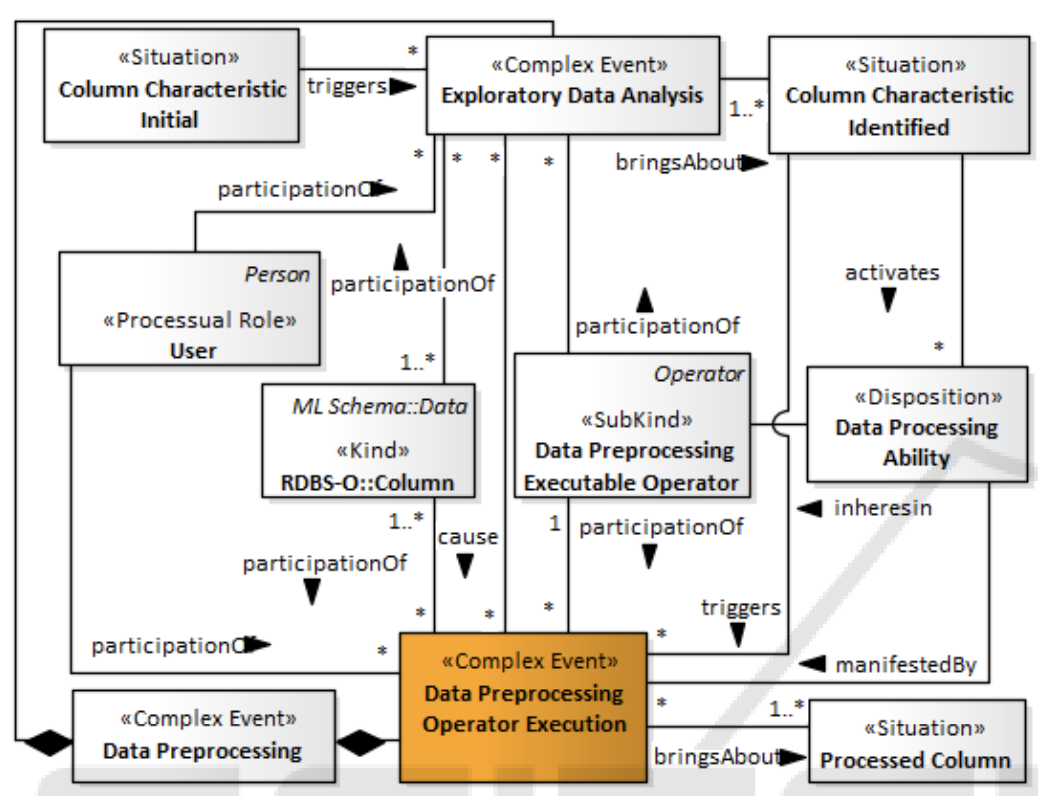 «Situation»
Column Characteristic
Initial
triggers
*
«Complex Event»
Exploratory Data Analysis
1..*
«Situation»
Column Characteristic
Identified
bringsAbout
*
*
*
*
participationOf
participationOf
participationOf
activates
*
Person
«Processual Role»
User
1..*
ML Schema::Data
«Kind»
RDBS-O::Column
Operator
«SubKind»
Data Preprocessing
Executable Operator
«Disposition»
Data Processing
Ability
inheresin
1..*
cause
1
participationOf
participationOf
triggers
participationOf
*
*
*
*
*
manifestedBy
«Complex Event»
Data Preprocessing
Operator Execution
«Complex Event»
Data Preprocessing
*
1..*
bringsAbout
«Situation»
Processed Column